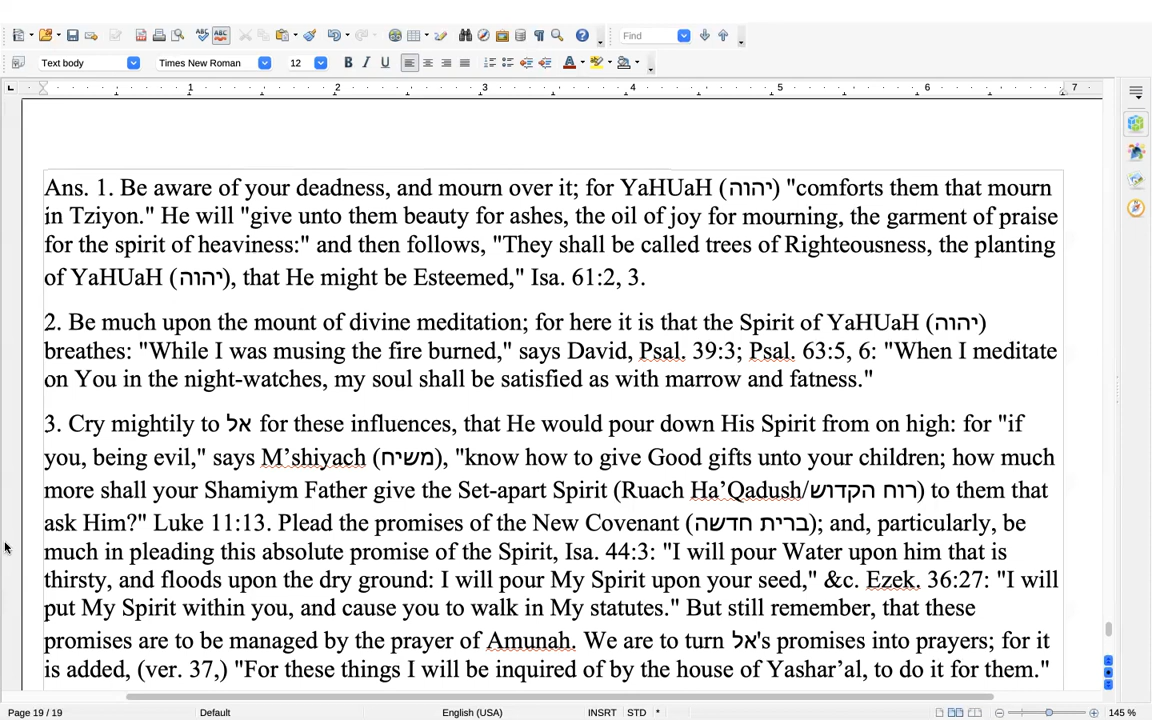 Find
Text body
Times New Roman
12
1
2
3
4
5
6
7
Ans. 1. Be aware of your deadness, and mourn over it; for YaHUaH (יהוה) "comforts them that mourn
in Tziyon." He will "give unto them beauty for ashes, the oil of joy for mourning, the garment of praise
for the spirit of heaviness:" and then follows, "They shall be called trees of Righteousness, the planting
of YaHUaH (יהוה), that He might be Esteemed," Isa. 61:2, 3.
2. Be much upon the mount of divine meditation; for here it is that the Spirit of YaHUaH (יהוה)
breathes: "While I was musing the fire burned," says David, Psal. 39:3; Psal. 63:5, 6: "When I meditate
on You in the night-watches, my soul shall be satisfied as with marrow and fatness."
3. Cry mightily to אל for these influences, that He would pour down His Spirit from on high: for "if
you, being evil," says M’shiyach (משיח), "know how to give Good gifts unto your children; how much
more shall your Shamiym Father give the Set-apart Spirit (Ruach Ha’Qadush/רוח הקדוש) to them that
ask Him?" Luke 11:13. Plead the promises of the New Covenant (ברית חדשה); and, particularly, be
much in pleading this absolute promise of the Spirit, Isa. 44:3: "I will pour Water upon him that is
thirsty, and floods upon the dry ground: I will pour My Spirit upon your seed," &c. Ezek. 36:27: "I will
put My Spirit within you, and cause you to walk in My statutes." But still remember, that these
promises are to be managed by the prayer of Amunah. We are to turn אל's promises into prayers; for it
is added, (ver. 37,) "For these things I will be inquired of by the house of Yashar’al, to do it for them."
Page 19 / 19
Default
English (USA)
INSRT
STD
*
145 %